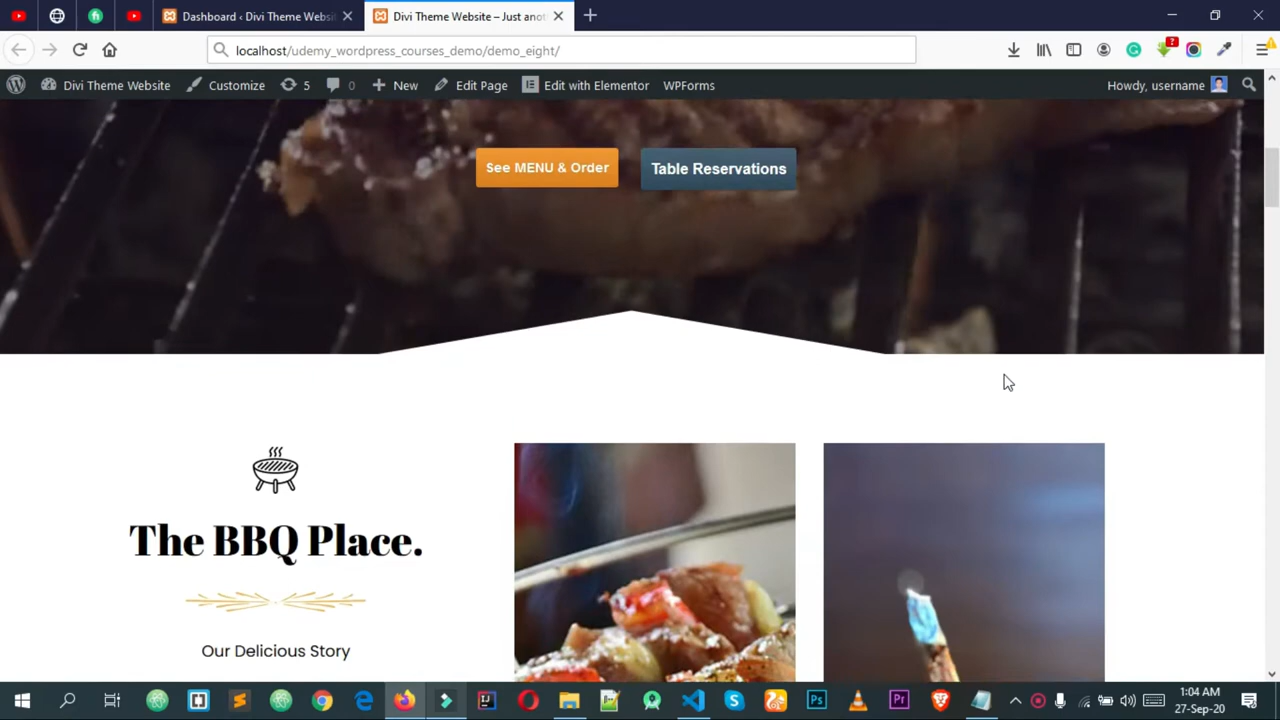 Dashboard ‹ Divi Theme Websi
Divi Theme Website – Just anot
localhost/udemy_wordpress_courses_demo/demo_eight/
Divi Theme Website
Customize
5
0
New
Edit Page
Edit with Elementor
WPForms
Howdy, username
See MENU & Order
Table Reservations
The BBQ Place.
Our Delicious Story
1:04 AM
27-Sep-20